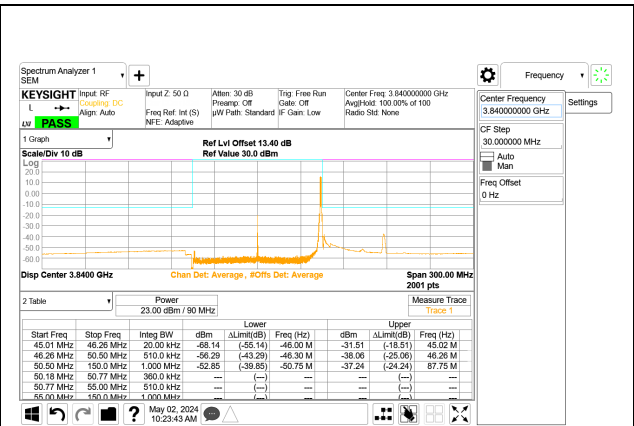 Spectrum Analyzer 1
SEM
Frequency
KEYSIGHT
Input: RF
Coupling: DC
Align: Auto
Input Z: 50 Ω
Freq Ref: Int (S)
NFE: Adaptive
Atten: 30 dB
Preamp: Off
µW Path: Standard
Trig: Free Run
Gate: Off
IF Gain: Low
Center Freq: 3.840000000 GHz
Avg|Hold: 100.00% of 100
Radio Std: None
L
LXI PASS
Center Frequency
3.840000000 GHz
Settings
CF Step
30.000000 MHz
Auto
Man
Freq Offset
0 Hz
1 Graph
Scale/Div 10 dB
Ref Lvl Offset 13.40 dB
Ref Value 30.0 dBm
Log
20.0
10.0
0.00
-10.0
-20.0
-30.0
-40.0
-50.0
-60.0
Disp Center 3.8400 GHz
Chan Det: Average, #Offs Det: Average
Span 300.00 MHz
2001 pts
2 Table
Power
23.00 dBm / 90 MHz
Measure Trace
Trace 1
Lower Upper
Start Freq Stop Freq Integ BW dBm ΔLimit(dB) Freq (Hz) dBm ΔLimit(dB) Freq (Hz)
45.01 MHz 46.26 MHz 20.00 kHz -68.14 (-55.14) -46.00 M -31.51 (-18.51) 45.02 M
46.26 MHz 50.50 MHz 510.0 kHz -56.29 (-43.29) -46.30 M -38.06 (-25.06) 46.26 M
50.50 MHz 150.0 MHz 1.000 MHz -52.85 (-39.85) -50.75 M -37.24 (-24.24) 87.75 M
50.18 MHz 50.77 MHz 360.0 kHz --- (---) --- --- (---) ---
50.77 MHz 55.00 MHz 510.0 kHz --- (---) --- --- (---) ---
55.00 MHz 150.0 MHz 1.000 MHz --- (---) --- --- (---) ---
?
May 02, 2024
10:23:43 AM